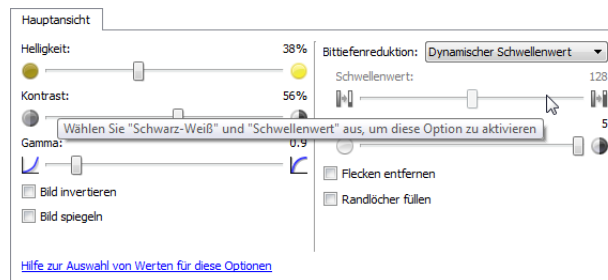 Hauptansicht
Helligkeit: 38%
Kontrast: 56%
Gamma: 0.9
Bild invertieren
Bild spiegeln
Hilfe zur Auswahl von Werten für diese Optionen
Bittiefenreduktion: Dynamischer Schwellenwert
Schwellenwert: 128
Wählen Sie "Schwarz-Weiß" und "Schwellenwert" aus, um diese Option zu aktivieren
5
Flecken entfernen
Randlöcher füllen